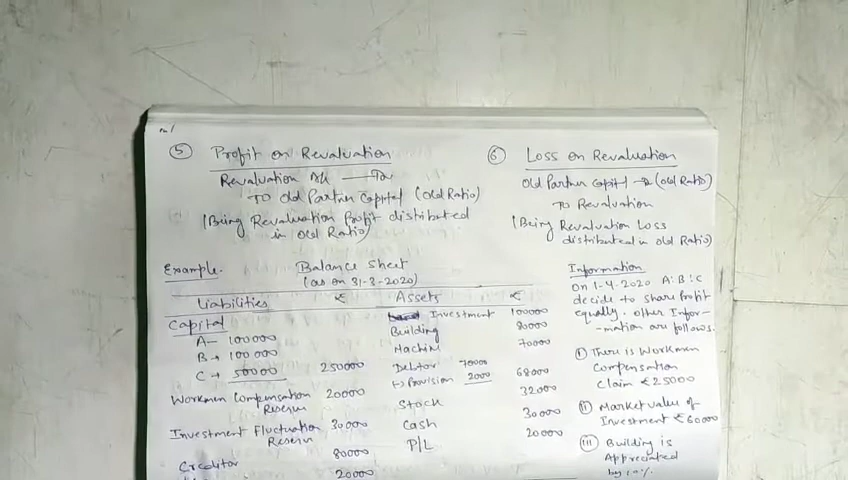 ⑤ Profit on Revaluation
Revaluation A/c — Dr
To Old Partner Capital (Old Ratio)
(Being Revaluation Profit distributed
in old Ratio)
⑥ Loss on Revaluation
Old Partner Capital → Dr (Old Ratio)
To Revaluation
(Being Revaluation Loss
distributed in old Ratio)
Example.
Balance Sheet
(as on 31-3-2020)
Liabilities ₹ Assets ₹
Capital
A- 100000
B → 100000
C → 50000 250000
Workmen Compensation 20000
Reserve
Investment Fluctuation 30000
Reserve
Creditor 80000
20000
Investment 100000
Building 80000
Machine 70000
Debtor 70000
(-) Provision 2000 68000
Stock 32000
Cash 30000
P/L 20000
Information
On 1-4-2020 A:B:C
decide to share Profit
equally. Other Infor-
-mation are follows.
(i) There is Workmen
Compensation
Claim ₹25000
(ii) Market value of
Investment ₹60000
(iii) Building is
Appreciated
by 10%